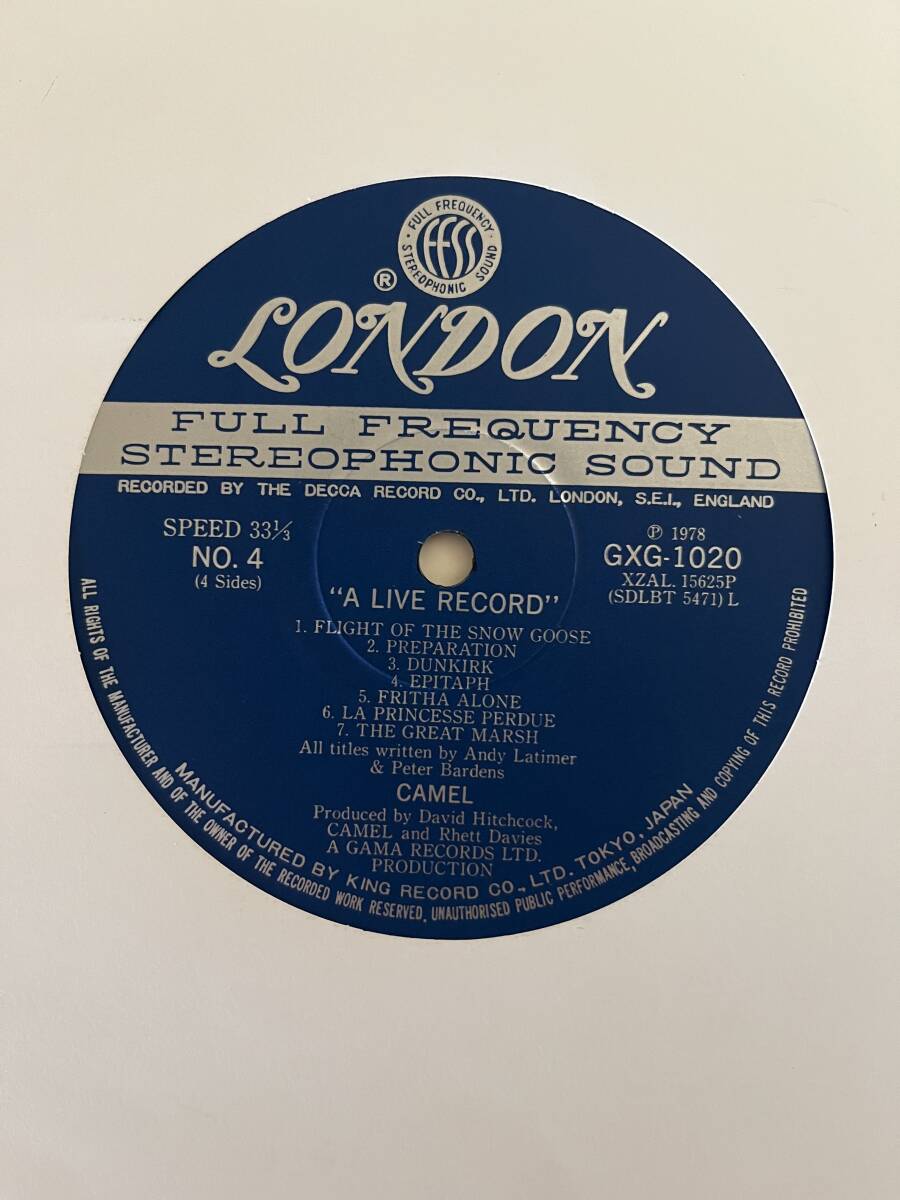 FULL FREQUENCY
ffss
STEREOPHONIC SOUND
®
LONDON
FULL FREQUENCY
STEREOPHONIC SOUND
RECORDED BY THE DECCA RECORD CO., LTD. LONDON, S.E.I., ENGLAND
SPEED 33⅓
NO. 4
(4 Sides)
℗ 1978
GXG-1020
XZAL. 15625P
(SDLBT 5471) L
"A LIVE RECORD"
1. FLIGHT OF THE SNOW GOOSE
2. PREPARATION
3. DUNKIRK
4. EPITAPH
5. FRITHA ALONE
6. LA PRINCESSE PERDUE
7. THE GREAT MARSH
All titles written by Andy Latimer
& Peter Bardens
CAMEL
Produced by David Hitchcock,
CAMEL and Rhett Davies
A GAMA RECORDS LTD.
PRODUCTION
MANUFACTURED BY KING RECORD CO., LTD. TOKYO, JAPAN
ALL RIGHTS OF THE MANUFACTURER AND OF THE OWNER OF THE RECORDED WORK RESERVED, UNAUTHORISED PUBLIC PERFORMANCE, BROADCASTING AND COPYING OF THIS RECORD PROHIBITED